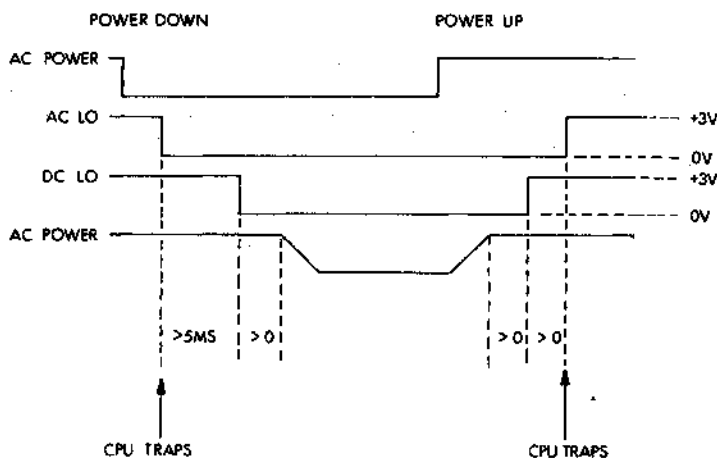 POWER DOWN
POWER UP
AC POWER
AC LO
+3V
0V
DC LO
+3V
0V
AC POWER
>5MS
>0
>0
>0
CPU TRAPS
CPU TRAPS